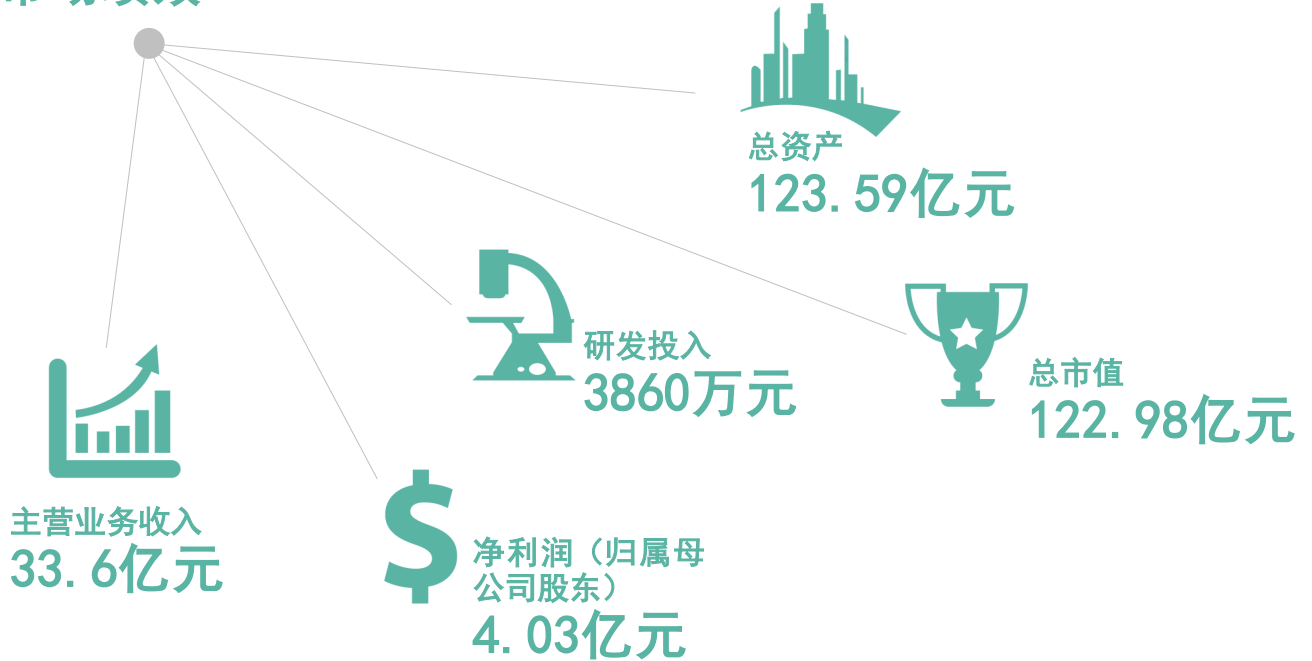 总资产
123.59亿元
研发投入
3860万元
总市值
122.98亿元
主营业务收入
33.6亿元
净利润（归属母
公司股东）
4.03亿元